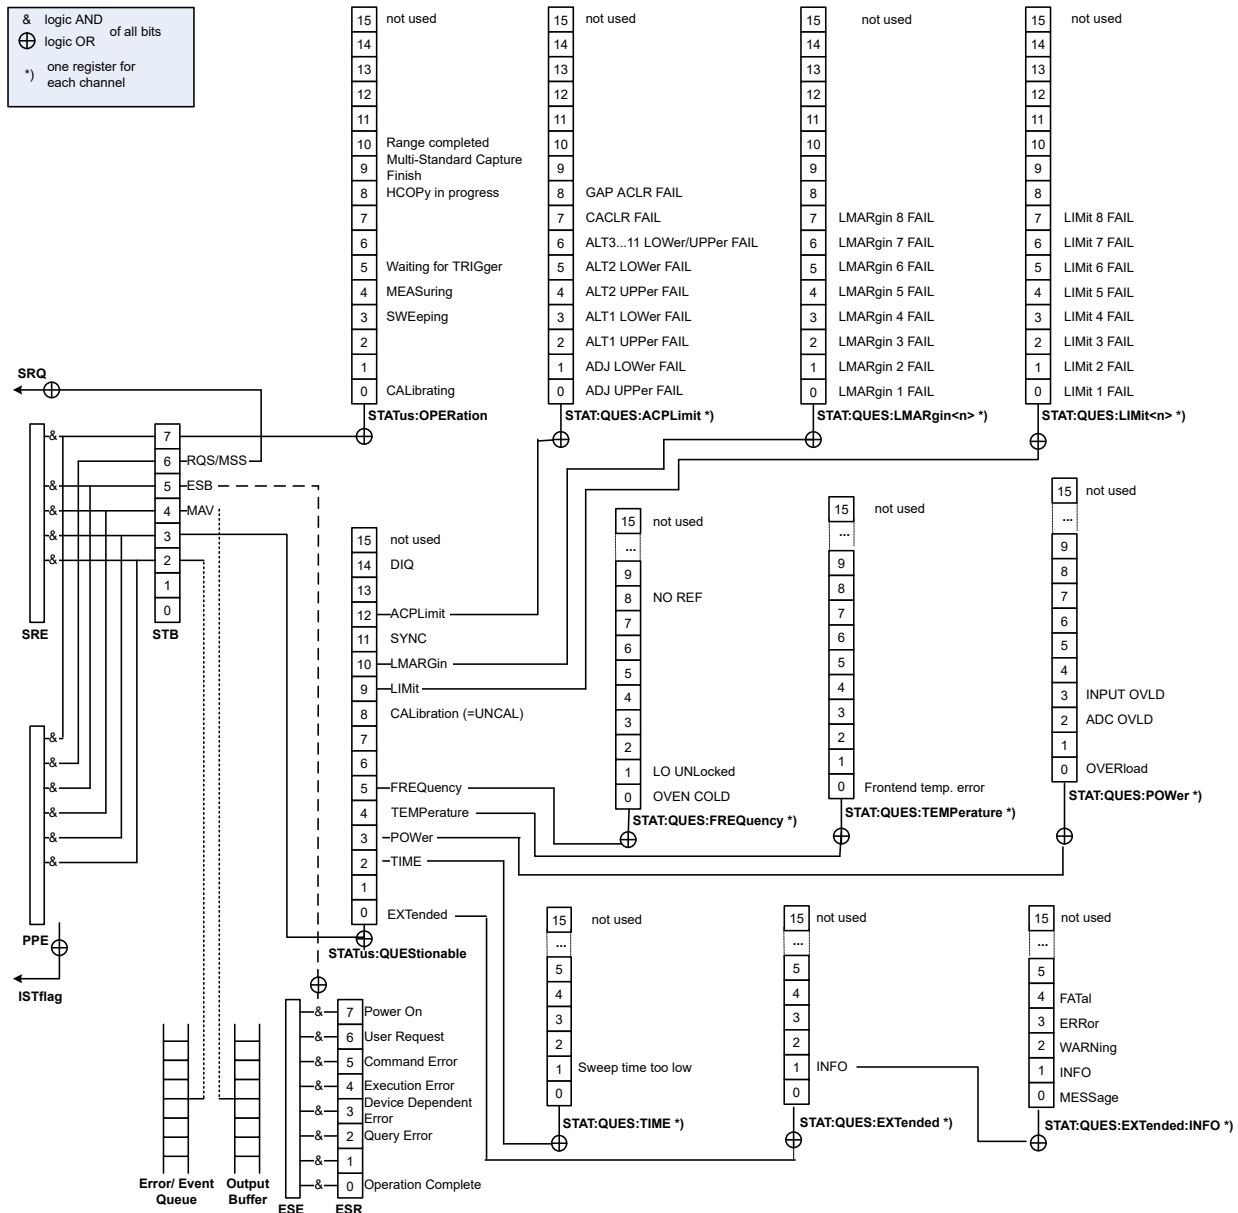 & logic AND
⊕ logic OR
of all bits
*) one register for
each channel
15 not used
14
13
12
11
10 Range completed
9 Multi-Standard Capture
Finish
8 HCOPy in progress
7
6
5 Waiting for TRIGger
4 MEASuring
3 SWEeping
2
1
0 CALibrating
STATus:OPERation
15 not used
14
13
12
11
10
9
8 GAP ACLR FAIL
7 CACLR FAIL
6 ALT3...11 LOWer/UPPer FAIL
5 ALT2 LOWer FAIL
4 ALT2 UPPer FAIL
3 ALT1 LOWer FAIL
2 ALT1 UPPer FAIL
1 ADJ LOWer FAIL
0 ADJ UPPer FAIL
STAT:QUES:ACPLimit *)
15 not used
14
13
12
11
10
9
8
7 LMARgin 8 FAIL
6 LMARgin 7 FAIL
5 LMARgin 6 FAIL
4 LMARgin 5 FAIL
3 LMARgin 4 FAIL
2 LMARgin 3 FAIL
1 LMARgin 2 FAIL
0 LMARgin 1 FAIL
STAT:QUES:LMARgin<n> *)
15 not used
14
13
12
11
10
9
8
7 LIMit 8 FAIL
6 LIMit 7 FAIL
5 LIMit 6 FAIL
4 LIMit 5 FAIL
3 LIMit 4 FAIL
2 LIMit 3 FAIL
1 LIMit 2 FAIL
0 LIMit 1 FAIL
STAT:QUES:LIMit<n> *)
SRQ
&
&
&
&
&
SRE
7
6 RQS/MSS
5 ESB
4 MAV
3
2
1
0
STB
&
&
&
&
&
&
PPE
ISTflag
15 not used
14 DIQ
13
12 ACPLimit
11 SYNC
10 LMARGin
9 LIMit
8 CALibration (=UNCAL)
7
6
5 FREQuency
4 TEMPerature
3 POWer
2 TIME
1
0 EXTended
STATus:QUEStionable
15 not used
...
9
8 NO REF
7
6
5
4
3
2
1 LO UNLocked
0 OVEN COLD
STAT:QUES:FREQuency *)
15 not used
...
9
8
7
6
5
4
3
2
1
0 Frontend temp. error
STAT:QUES:TEMPerature *)
15 not used
...
9
8
7
6
5
4
3 INPUT OVLD
2 ADC OVLD
1
0 OVERload
STAT:QUES:POWer *)
Error/ Event
Queue
Output
Buffer
& 7 Power On
& 6 User Request
& 5 Command Error
& 4 Execution Error
& 3 Device Dependent
Error
& 2 Query Error
& 1
& 0 Operation Complete
ESE ESR
15 not used
...
5
4
3
2
1 Sweep time too low
0
STAT:QUES:TIME *)
15 not used
...
5
4
3
2
1 INFO
0
STAT:QUES:EXTended *)
15 not used
...
5
4 FATal
3 ERRor
2 WARNing
1 INFO
0 MESSage
STAT:QUES:EXTended:INFO *)